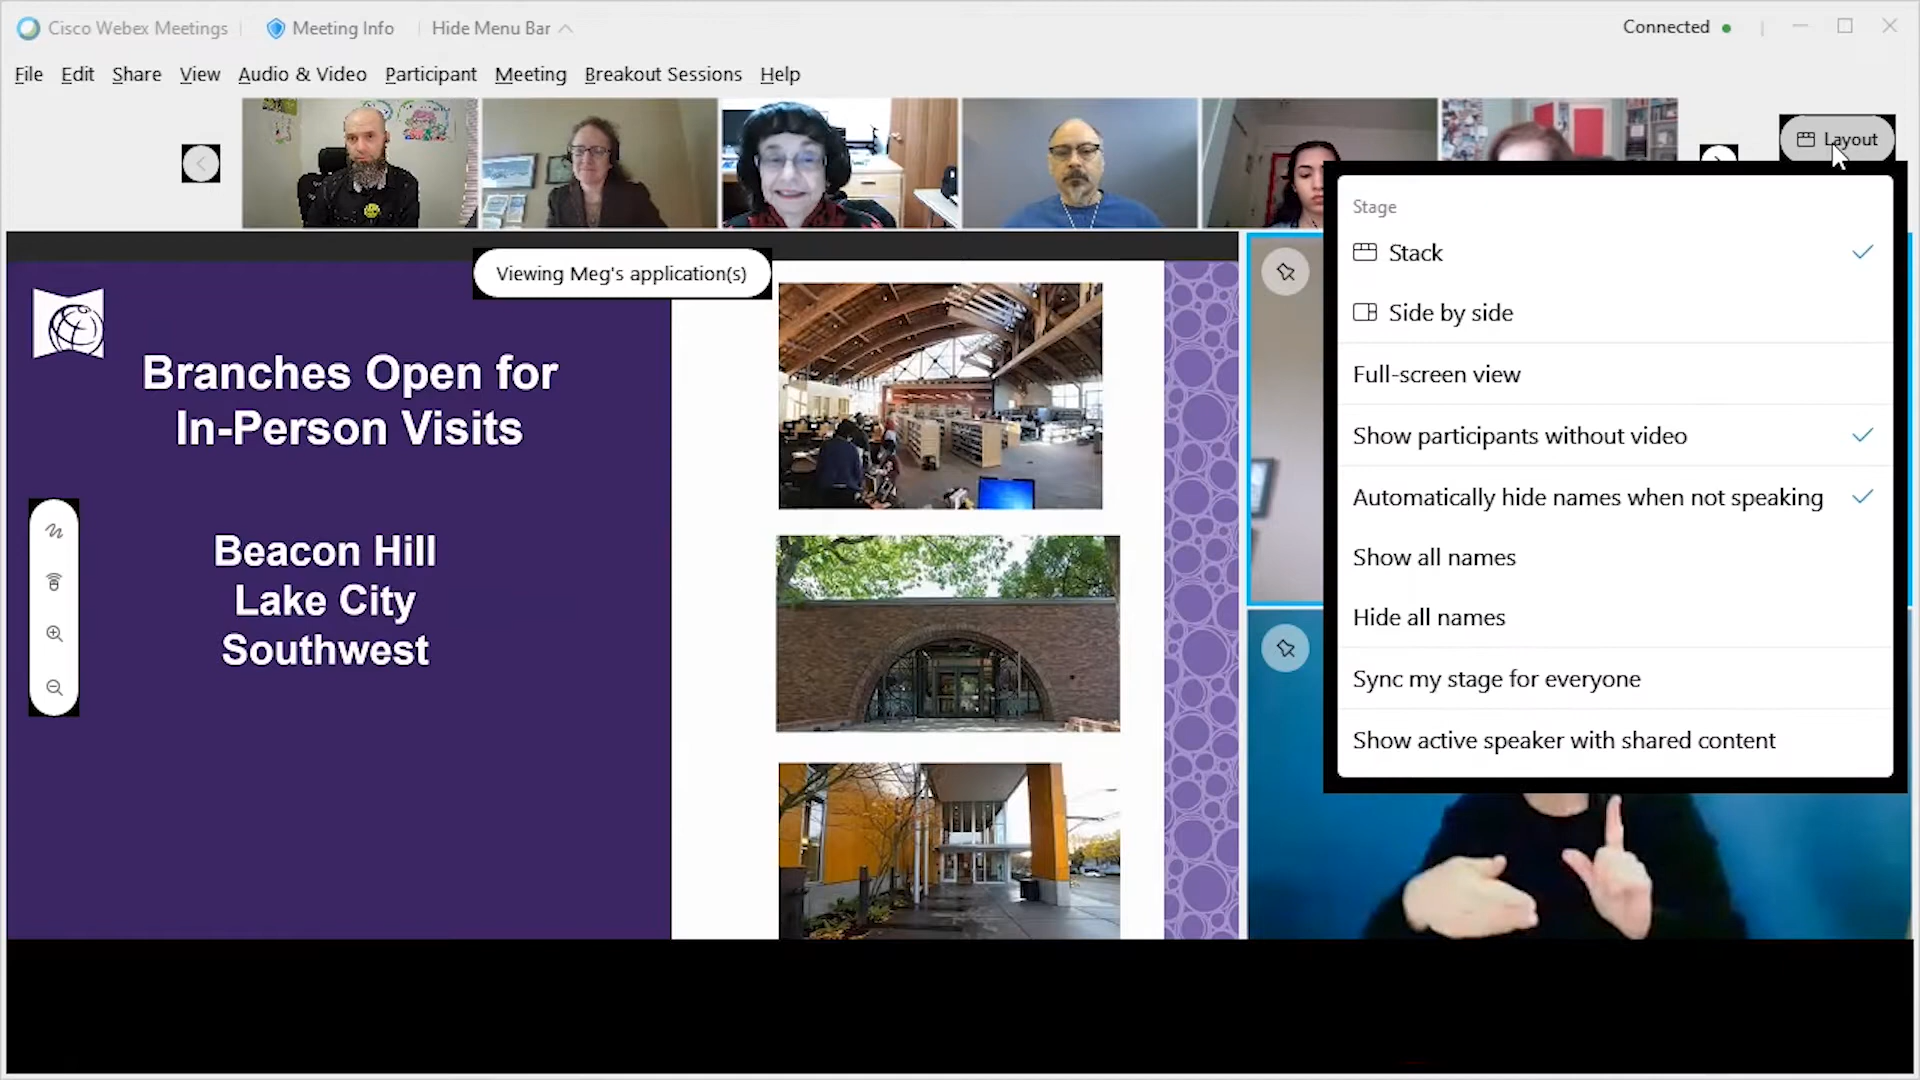 Cisco Webex Meetings
Meeting Info
Hide Menu Bar
Connected
File Edit Share View Audio & Video Participant Meeting Breakout Sessions Help
Layout
Viewing Meg's application(s)
Branches Open for
In-Person Visits
Beacon Hill
Lake City
Southwest
Stage
Stack
Side by side
Full-screen view
Show participants without video
Automatically hide names when not speaking
Show all names
Hide all names
Sync my stage for everyone
Show active speaker with shared content